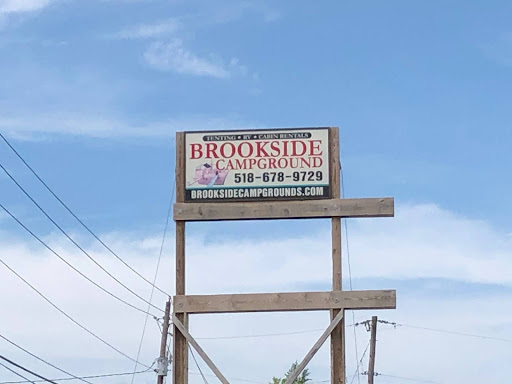 TENTING • RV • CABIN RENTALS
BROOKSIDE
CAMPGROUND
518-678-9729
BROOKSIDECAMPGROUNDS.COM